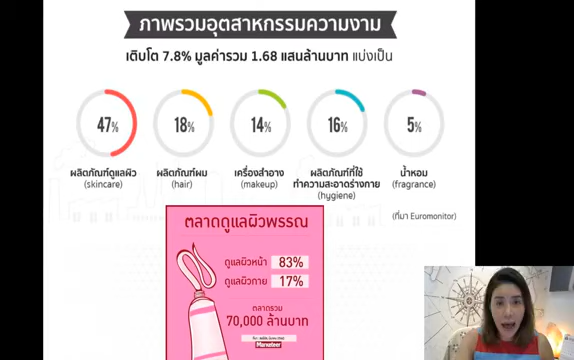 ภาพรวมอุตสาหกรรมความงาม
เติบโต 7.8% มูลค่ารวม 1.68 แสนล้านบาท แบ่งเป็น
47%
18%
14%
16%
5%
ผลิตภัณฑ์ดูแลผิว
(skincare)
ผลิตภัณฑ์ผม
(hair)
เครื่องสำอาง
(makeup)
ผลิตภัณฑ์ที่ใช้
ทำความสะอาดร่างกาย
(hygiene)
น้ำหอม
(fragrance)
(ที่มา Euromonitor)
ตลาดดูแลผิวพรรณ
ดูแลผิวหน้า 83%
ดูแลผิวกาย 17%
ตลาดรวม
70,000 ล้านบาท
Marketeer